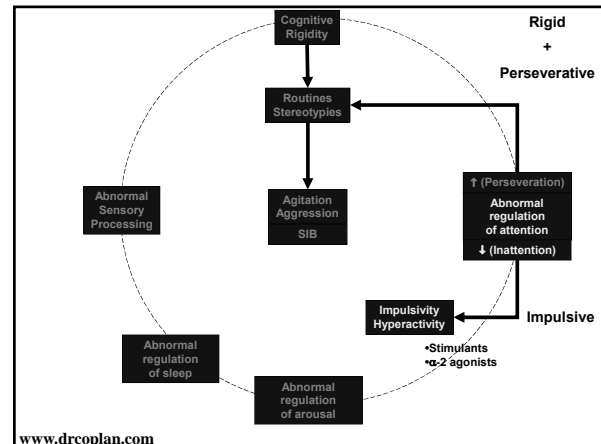 Cognitive
Rigidity
Rigid
+
Perseverative
Routines
Stereotypies
Abnormal
Sensory
Processing
Agitation
Aggression
SIB
↑ (Perseveration)
Abnormal
regulation
of attention
↓ (Inattention)
Impulsivity
Hyperactivity
Impulsive
•Stimulants
•α-2 agonists
Abnormal
regulation
of sleep
Abnormal
regulation
of arousal
www.drcoplan.com